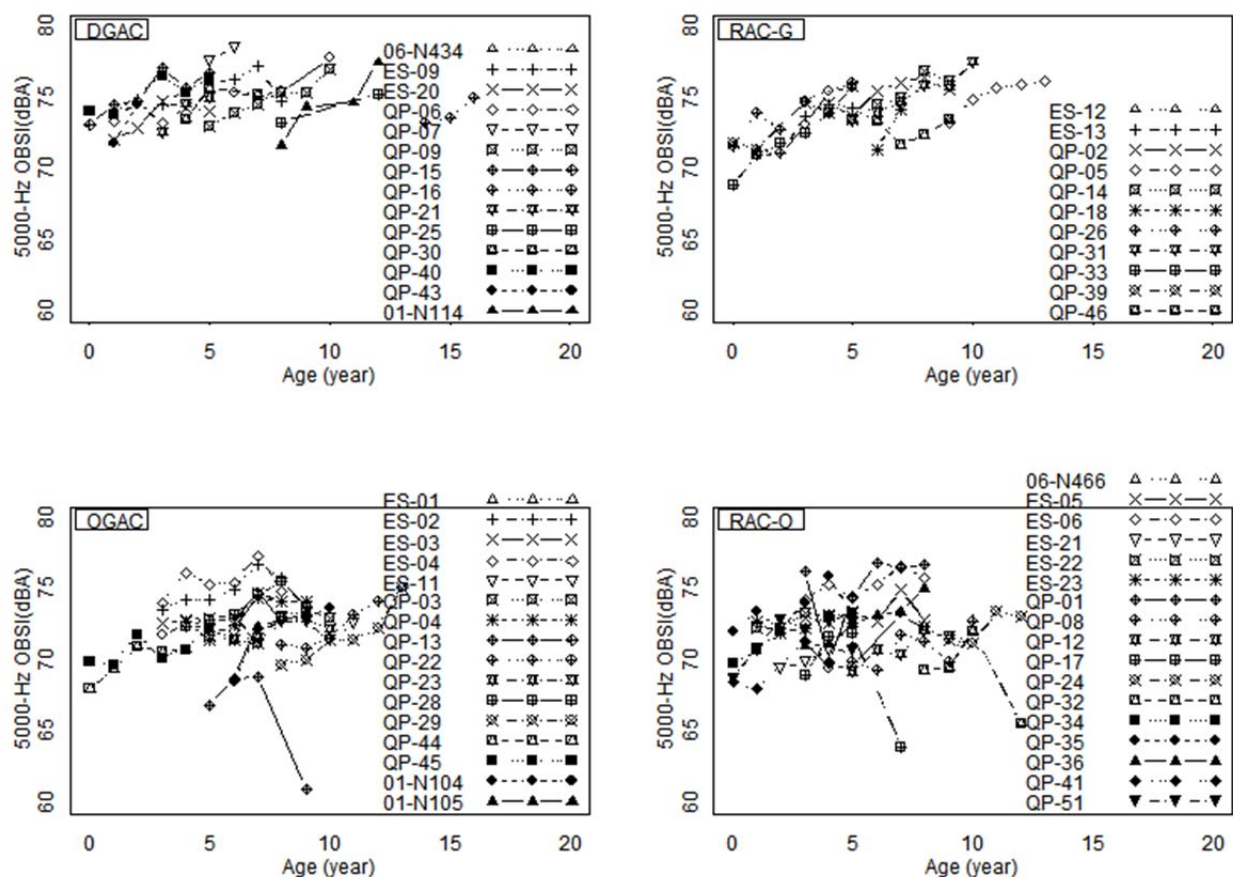 DGAC
5000-Hz OBSI(dBA)
80
75
70
65
60
06-N434
ES-09
ES-20
QP-06
QP-07
QP-09
QP-15
QP-16
QP-21
QP-25
QP-30
QP-40
QP-43
01-N114
0 5 10 15 20
Age (year)
RAC-G
5000-Hz OBSI(dBA)
80
75
70
65
60
ES-12
ES-13
QP-02
QP-05
QP-14
QP-18
QP-26
QP-31
QP-33
QP-39
QP-46
0 5 10 15 20
Age (year)
OGAC
5000-Hz OBSI(dBA)
80
75
70
65
60
ES-01
ES-02
ES-03
ES-04
ES-11
QP-03
QP-04
QP-13
QP-22
QP-23
QP-28
QP-29
QP-44
QP-45
01-N104
01-N105
0 5 10 15 20
Age (year)
RAC-O
5000-Hz OBSI(dBA)
80
75
70
65
60
06-N466
ES-05
ES-06
ES-21
ES-22
ES-23
QP-01
QP-08
QP-12
QP-17
QP-24
QP-32
QP-34
QP-35
QP-36
QP-41
QP-51
0 5 10 15 20
Age (year)